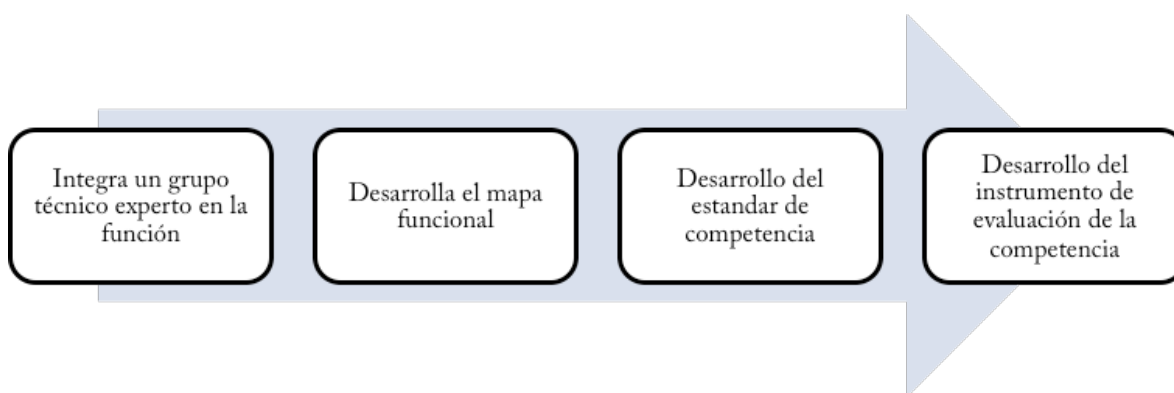 Integra un grupo
técnico experto en la
función
Desarrolla el mapa
funcional
Desarrollo del
estandar de
competencia
Desarrollo del
instrumento de
evaluación de la
competencia